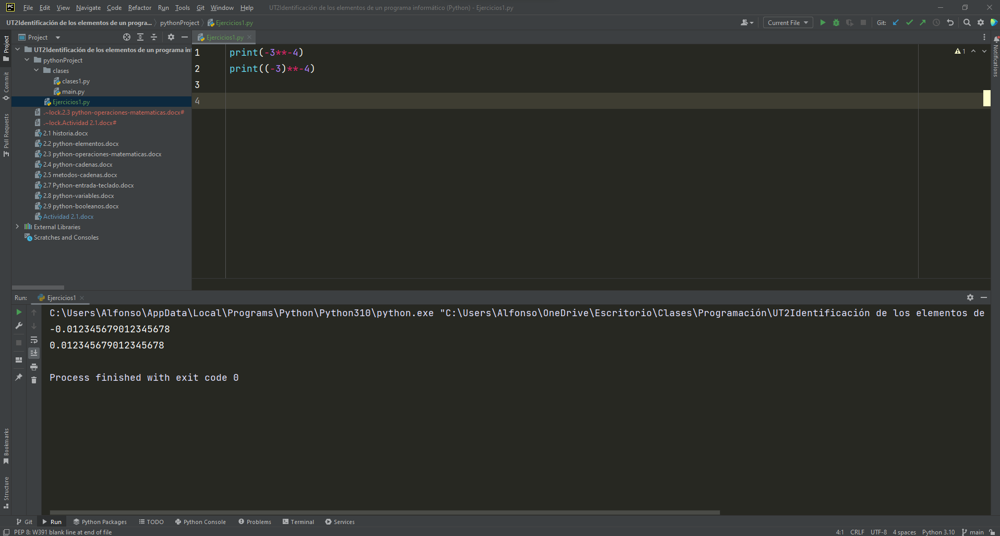 PC File Edit View Navigate Code Refactor Run Tools Git Window Help UT2Identificación de los elementos de un programa informático (Python) - Ejercicios1.py
UT2Identificación de los elementos de un progra... pythonProject Ejercicios1.py Current File Git:
Project
Ejercicios1.py
UT2Identificación de los elementos de un programa in
pythonProject
clases
clases1.py
main.py
Ejercicios1.py
.~lock.2.3 python-operaciones-matematicas.docx#
.~lock.Actividad 2.1.docx#
2.1 historia.docx
2.2 python-elementos.docx
2.3 python-operaciones-matematicas.docx
2.4 python-cadenas.docx
2.5 metodos-cadenas.docx
2.7 Python-entrada-teclado.docx
2.8 python-variables.docx
2.9 python-booleanos.docx
Actividad 2.1.docx
External Libraries
Scratches and Consoles
1 print(-3**-4)
2 print((-3)**-4)
3
4
1
Project
Commit
Pull Requests
Bookmarks
Structure
Notifications
Run: Ejercicios1
C:\Users\Alfonso\AppData\Local\Programs\Python\Python310\python.exe "C:\Users\Alfonso\OneDrive\Escritorio\Clases\Programación\UT2Identificación de los elementos de
-0.012345679012345678
0.012345679012345678
Process finished with exit code 0
Git Run Python Packages TODO Python Console Problems Terminal Services
PEP 8: W391 blank line at end of file 4:1 CRLF UTF-8 4 spaces Python 3.10 main